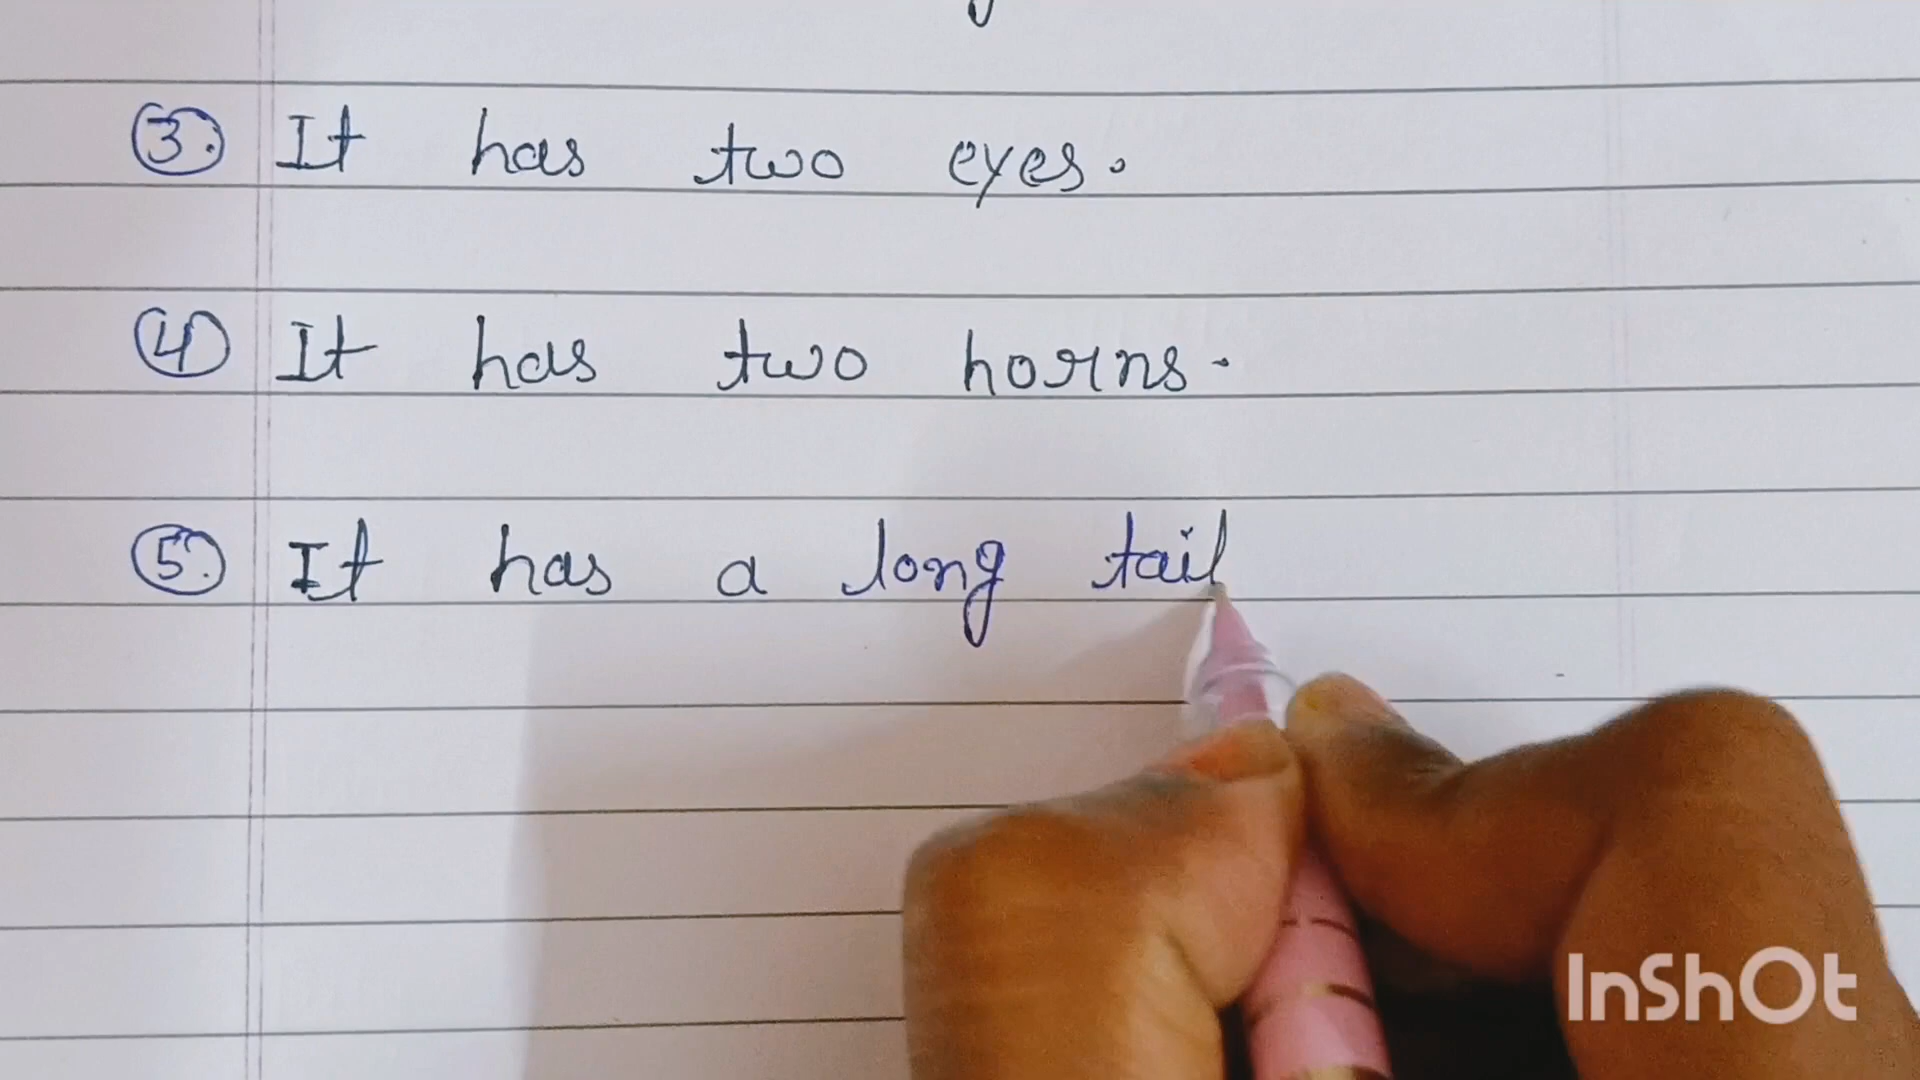 3. It has two eyes.
4 It has two horns.
5. It has a long tail
InShOt